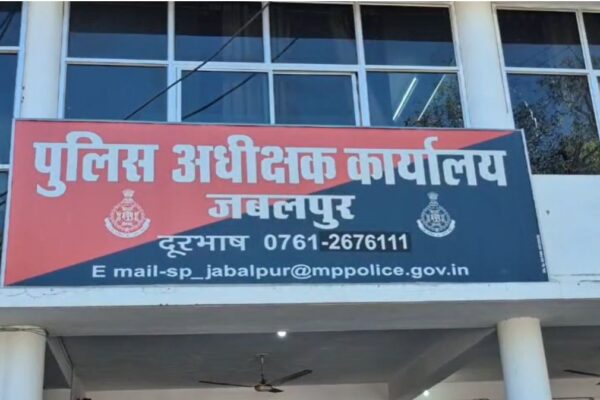 पुलिस अधीक्षक कार्यालय
जबलपुर
दूरभाष 0761-2676111
E mail-sp_jabalpur@mppolice.gov.in